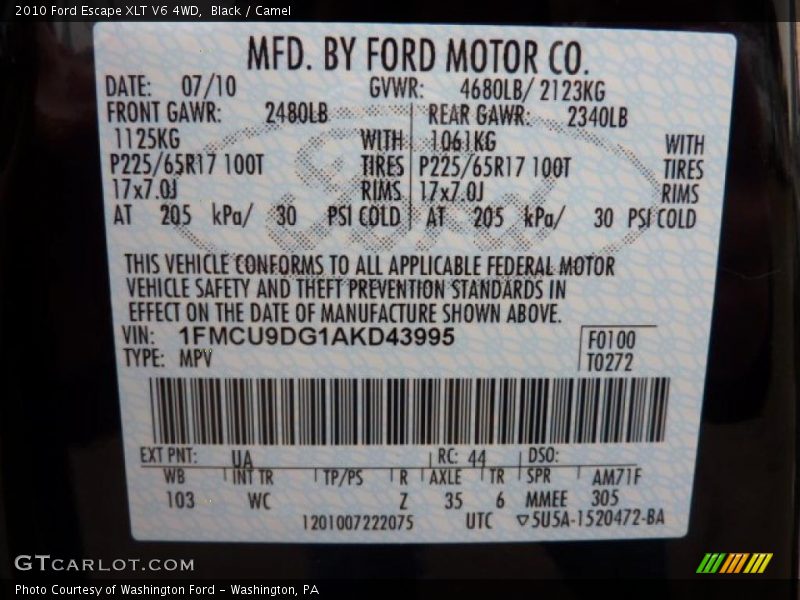 2010 Ford Escape XLT V6 4WD, Black / Camel
MFD. BY FORD MOTOR CO.
DATE: 07/10 GVWR: 4680LB/ 2123KG
FRONT GAWR: 2480LB REAR GAWR: 2340LB
1125KG WITH 1061KG WITH
P225/65R17 100T TIRES P225/65R17 100T TIRES
17x7.0J RIMS 17x7.0J RIMS
AT 205 kPa/ 30 PSI COLD AT 205 kPa/ 30 PSI COLD
Ford
THIS VEHICLE CONFORMS TO ALL APPLICABLE FEDERAL MOTOR
VEHICLE SAFETY AND THEFT PREVENTION STANDARDS IN
EFFECT ON THE DATE OF MANUFACTURE SHOWN ABOVE.
VIN: 1FMCU9DG1AKD43995 F0100
TYPE: MPV T0272
EXT PNT: UA RC: 44 DSO:
WB INT TR TP/PS R AXLE TR SPR AM71F
103 WC Z 35 6 MMEE 305
1201007222075 UTC ▽5U5A-1520472-BA
GTCARLOT.COM
Photo Courtesy of Washington Ford - Washington, PA